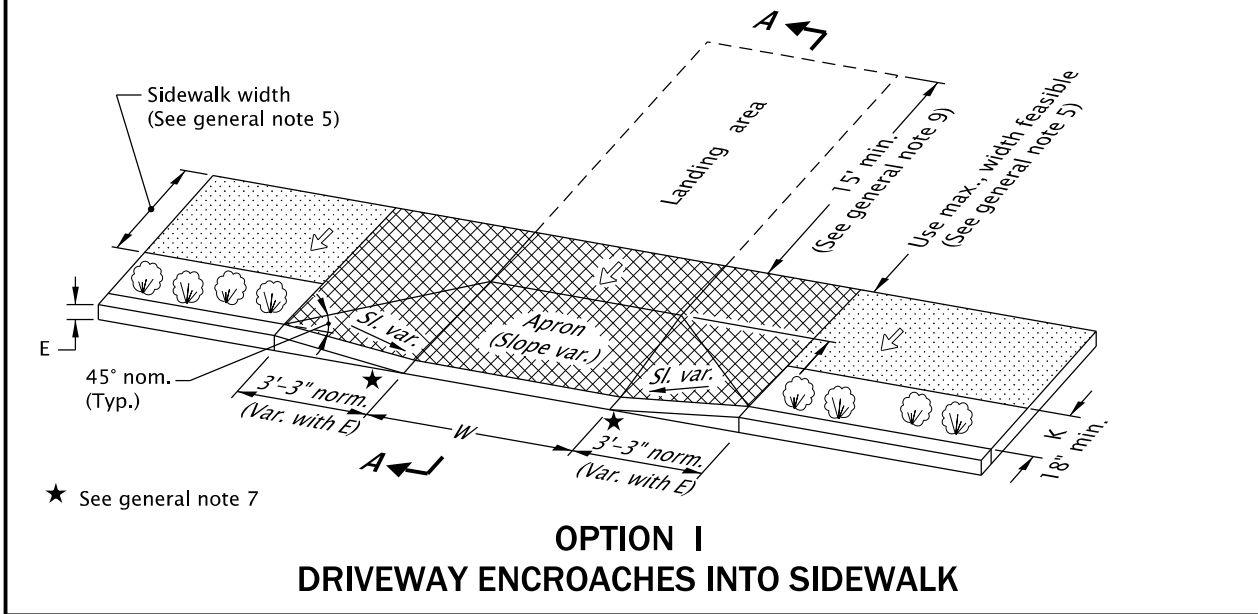 A
Sidewalk width
(See general note 5)
Landing area
15' min.
(See general note 9)
Use max., width feasible
(See general note 5)
E
45° nom.
(Typ.)
Sl. var.
Apron
(Slope var.)
Sl. var.
3'-3" norm.
(Var. with E)
W
3'-3" norm.
(Var. with E)
K
18" min.
A
★ See general note 7
OPTION I
DRIVEWAY ENCROACHES INTO SIDEWALK